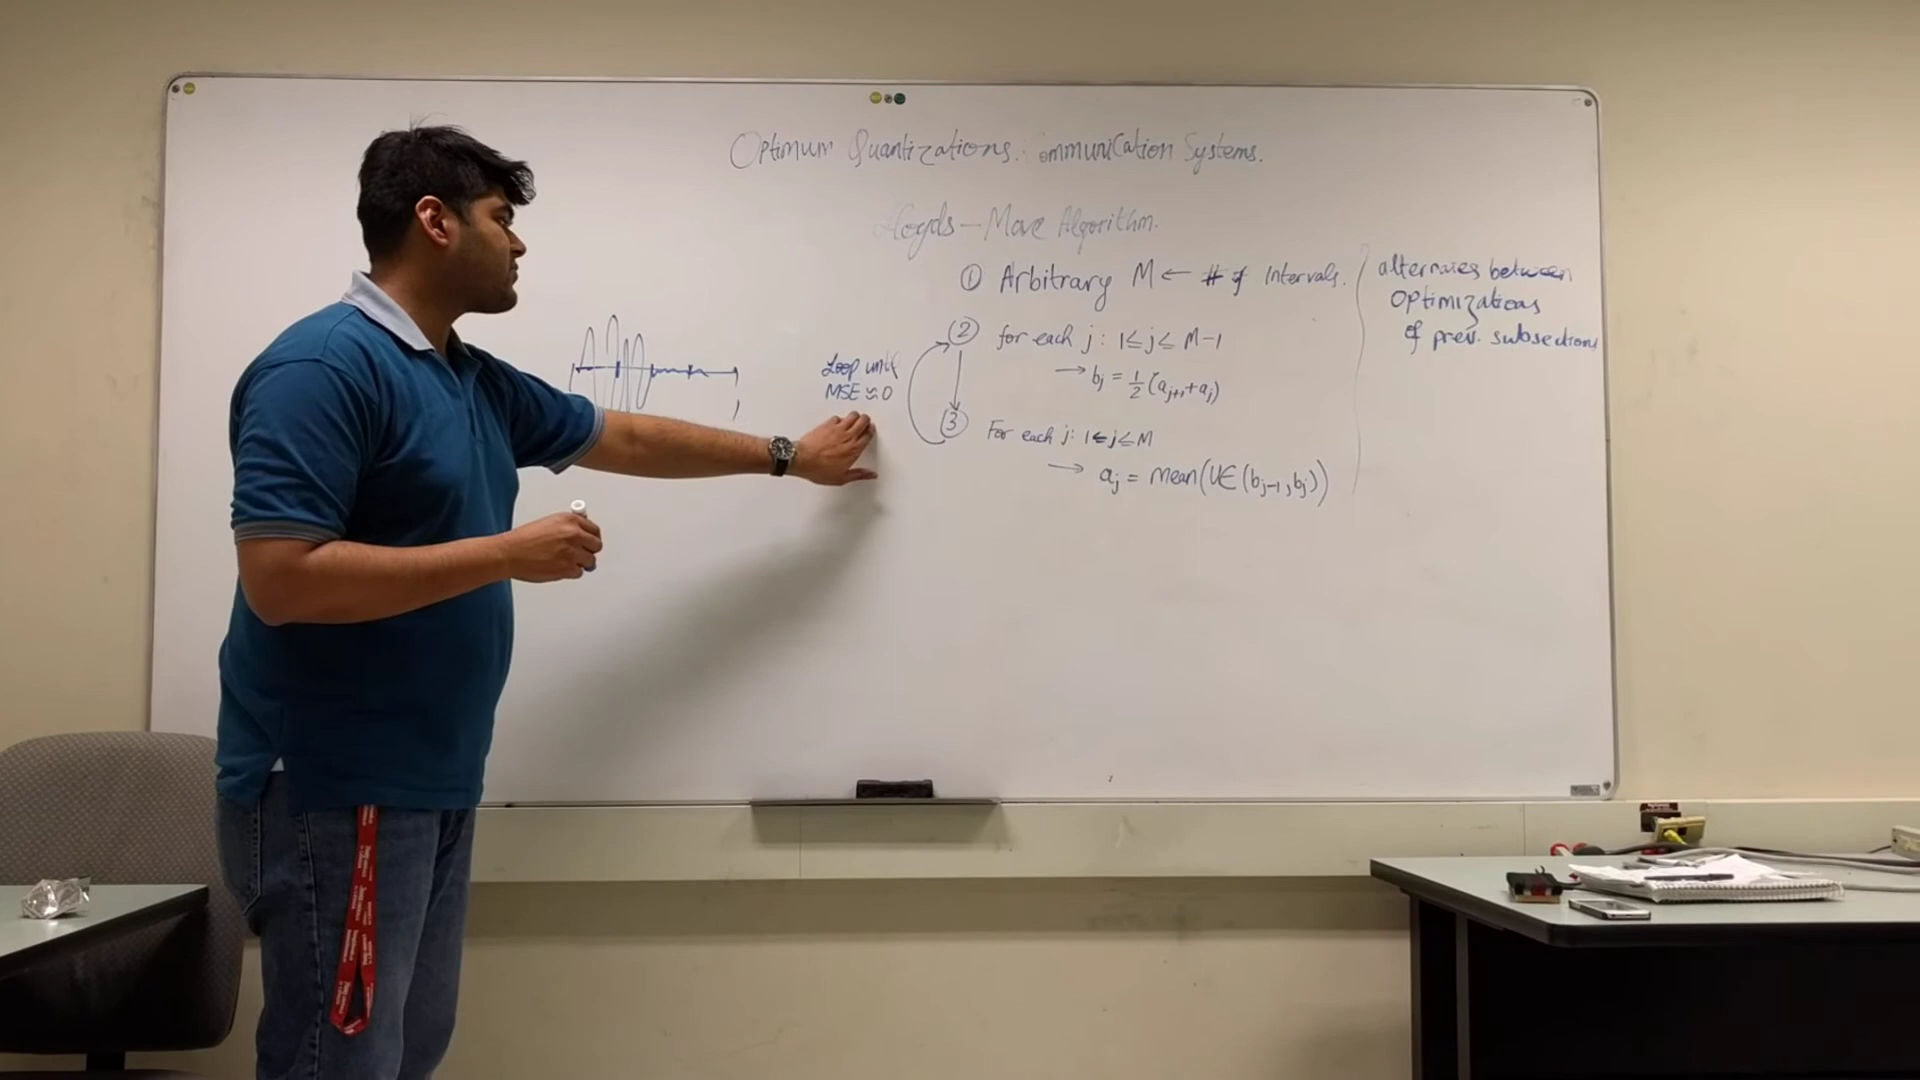 Optimum Quantizations. Communication Systems.
Lloyds - Move Algorithm.
① Arbitrary M ← # of Intervals.
② for each j : 1≤j≤ M-1
→ bj = 1/2 (aj+1 + aj)
Loop until
MSE ≈ 0
③ For each j: 1≤j≤M
→ aj = mean(UE(bj-1, bj))
alternates between
Optimizations
of prev. subsections